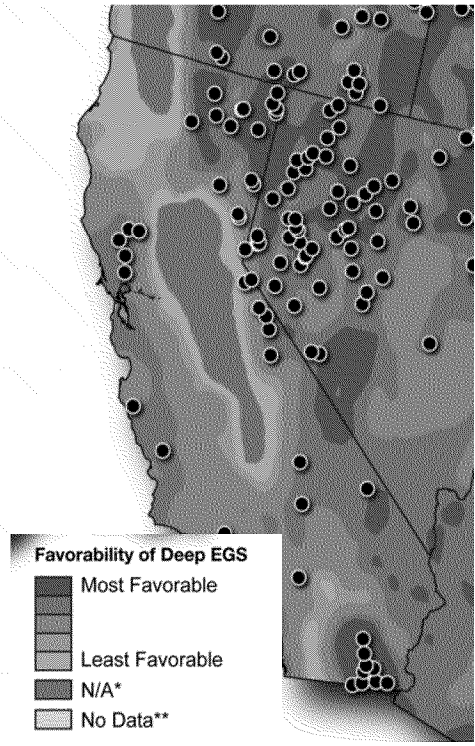 Favorability of Deep EGS
Most Favorable
Least Favorable
N/A*
No Data**